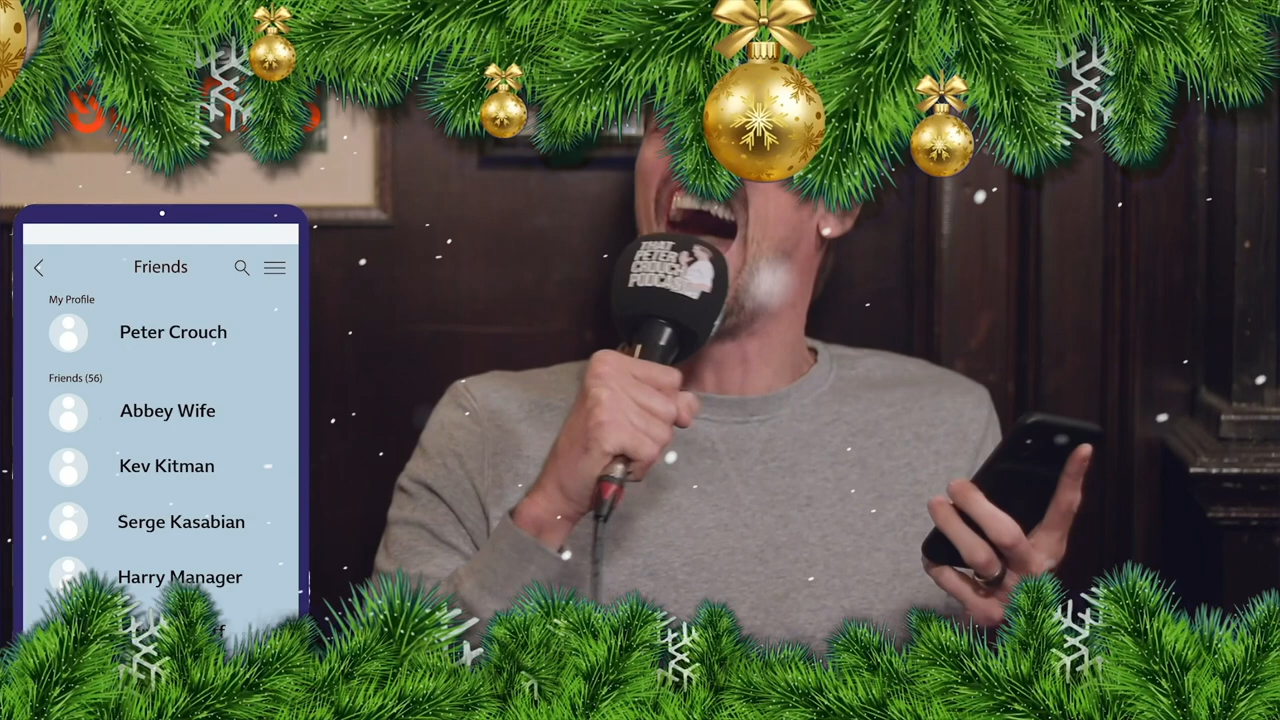 Friends
My Profile
Peter Crouch
Friends (56)
Abbey Wife
Kev Kitman
Serge Kasabian
Harry Manager
THAT
PETER
CROUCH
PODCAST